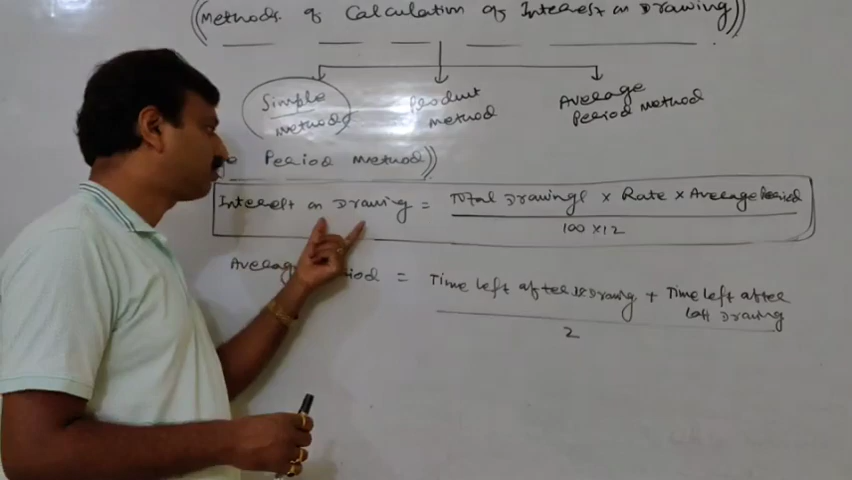 ((Methods of Calculation of Interest on Drawing))
Simple
method
Product
method
Average
Period Method
Period Method))
Interest on Drawing = Total Drawings × Rate × Average Period
100 × 12
Average = Time left after 1st Drawing + Time left after
last Drawing
2